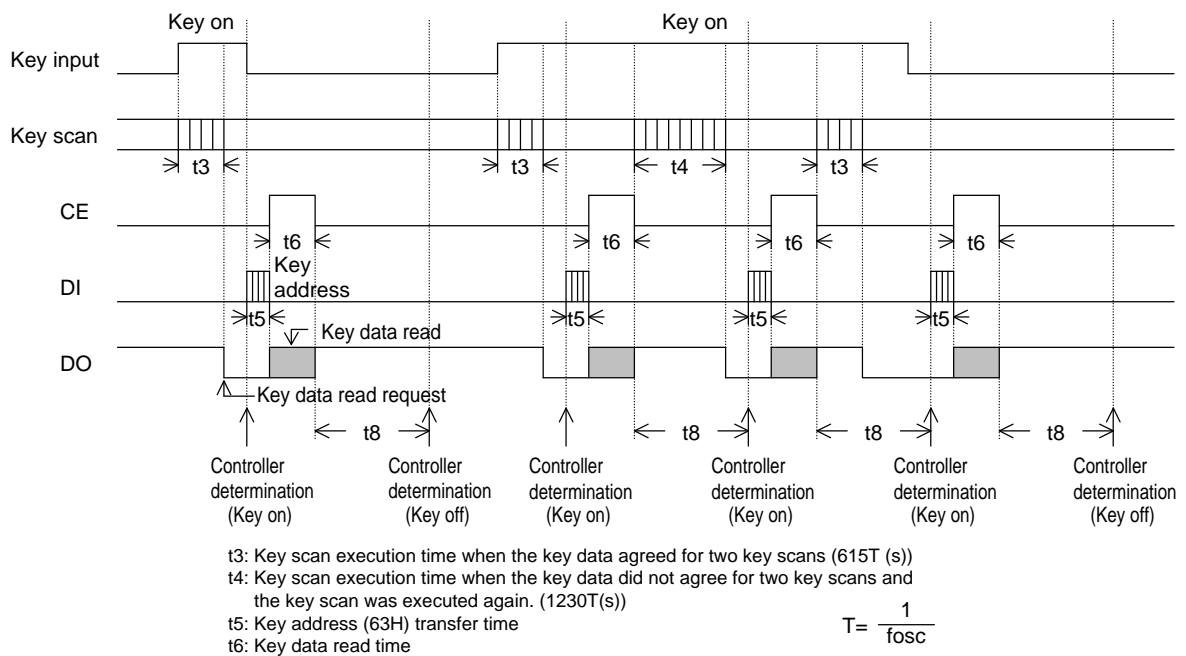 Key on
Key on
Key input
Key scan
t3
t3
t4
t3
CE
t6
t6
t6
t6
Key
address
DI
t5
t5
t5
t5
Key data read
DO
Key data read request
t8
t8
t8
t8
Controller
determination
(Key on)
Controller
determination
(Key off)
Controller
determination
(Key on)
Controller
determination
(Key on)
Controller
determination
(Key on)
Controller
determination
(Key off)
t3: Key scan execution time when the key data agreed for two key scans (615T (s))
t4: Key scan execution time when the key data did not agree for two key scans and
the key scan was executed again. (1230T(s))
t5: Key address (63H) transfer time
t6: Key data read time
T= 1
fosc